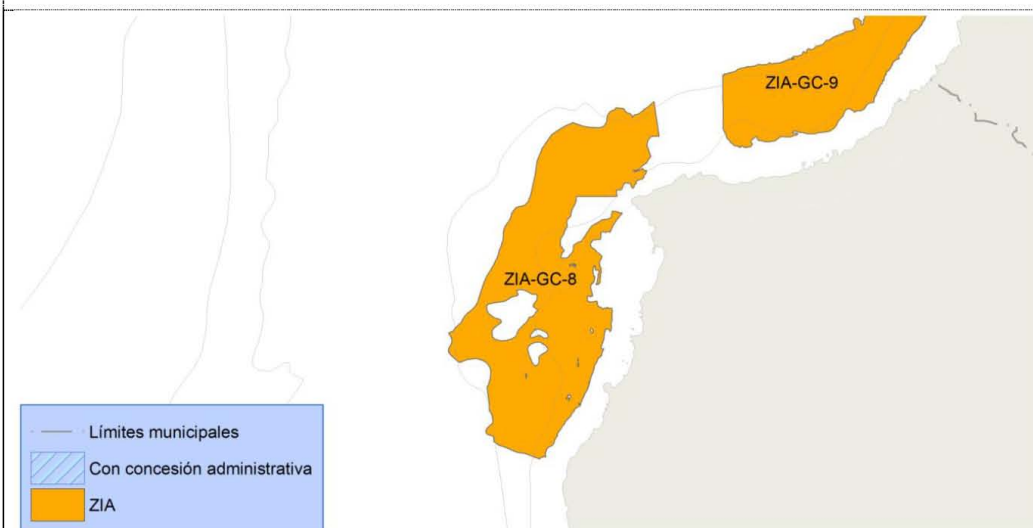 ZIA-GC-9
ZIA-GC-8
Límites municipales
Con concesión administrativa
ZIA